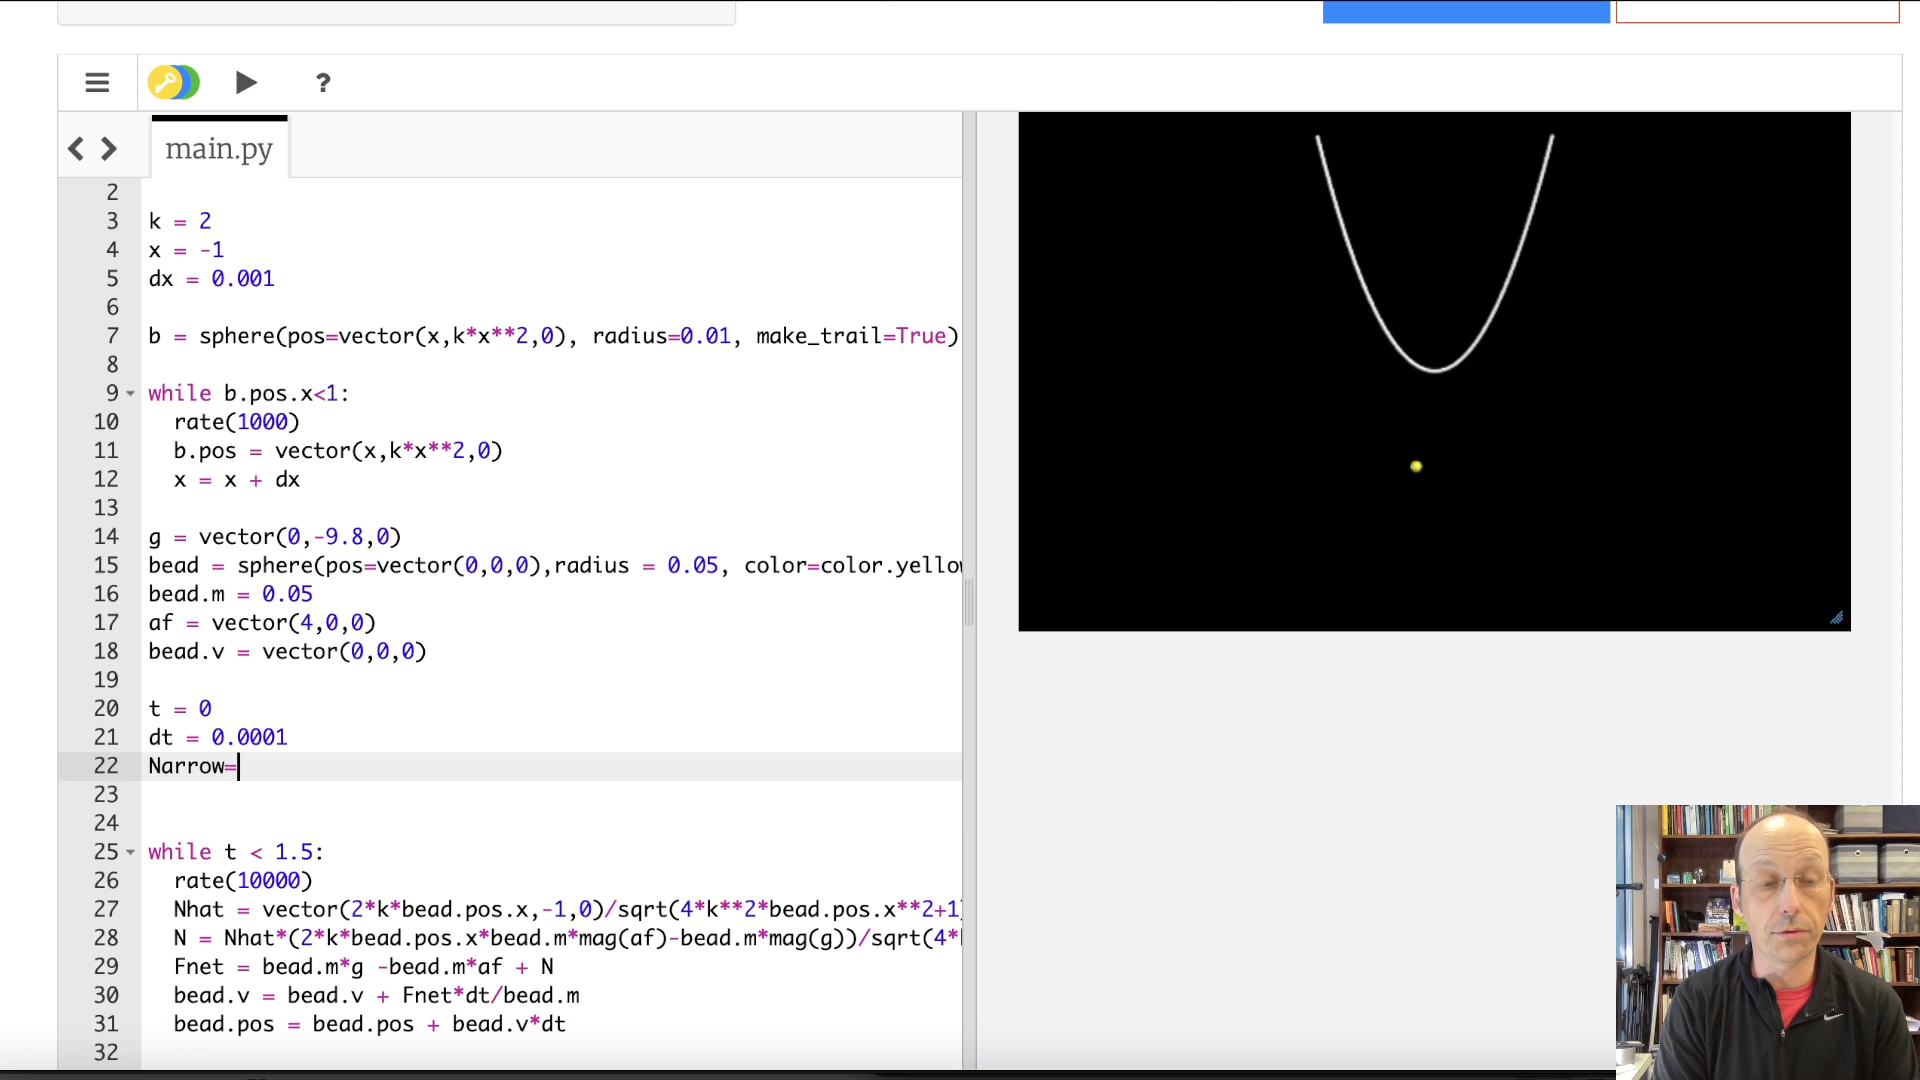 ?
main.py
2
3 k = 2
4 x = -1
5 dx = 0.001
6
7 b = sphere(pos=vector(x,k*x**2,0), radius=0.01, make_trail=True)
8
9 while b.pos.x<1:
10 rate(1000)
11 b.pos = vector(x,k*x**2,0)
12 x = x + dx
13
14 g = vector(0,-9.8,0)
15 bead = sphere(pos=vector(0,0,0),radius = 0.05, color=color.yello
16 bead.m = 0.05
17 af = vector(4,0,0)
18 bead.v = vector(0,0,0)
19
20 t = 0
21 dt = 0.0001
22 Narrow=
23
24
25 while t < 1.5:
26 rate(10000)
27 Nhat = vector(2*k*bead.pos.x,-1,0)/sqrt(4*k**2*bead.pos.x**2+1
28 N = Nhat*(2*k*bead.pos.x*bead.m*mag(af)-bead.m*mag(g))/sqrt(4*
29 Fnet = bead.m*g -bead.m*af + N
30 bead.v = bead.v + Fnet*dt/bead.m
31 bead.pos = bead.pos + bead.v*dt
32